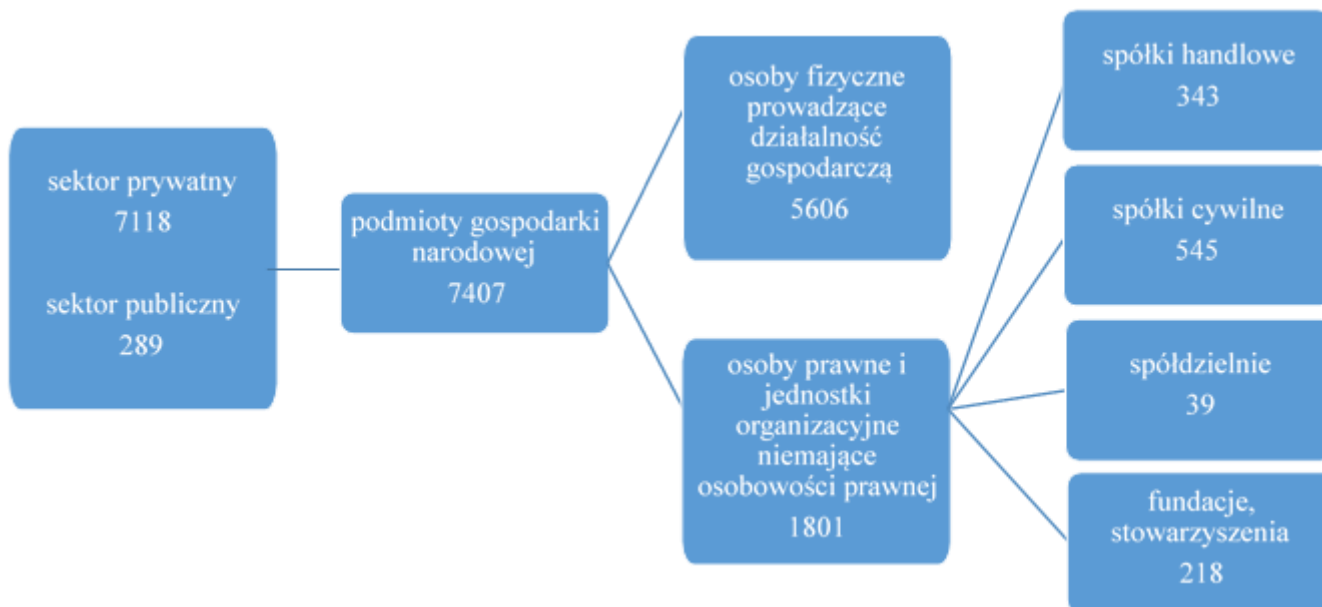 sektor prywatny
7118
sektor publiczny
289
podmioty gospodarki
narodowej
7407
osoby fizyczne
prowadzące
działalność
gospodarczą
5606
osoby prawne i
jednostki
organizacyjne
niemające
osobowości prawnej
1801
spółki handlowe
343
spółki cywilne
545
spółdzielnie
39
fundacje,
stowarzyszenia
218